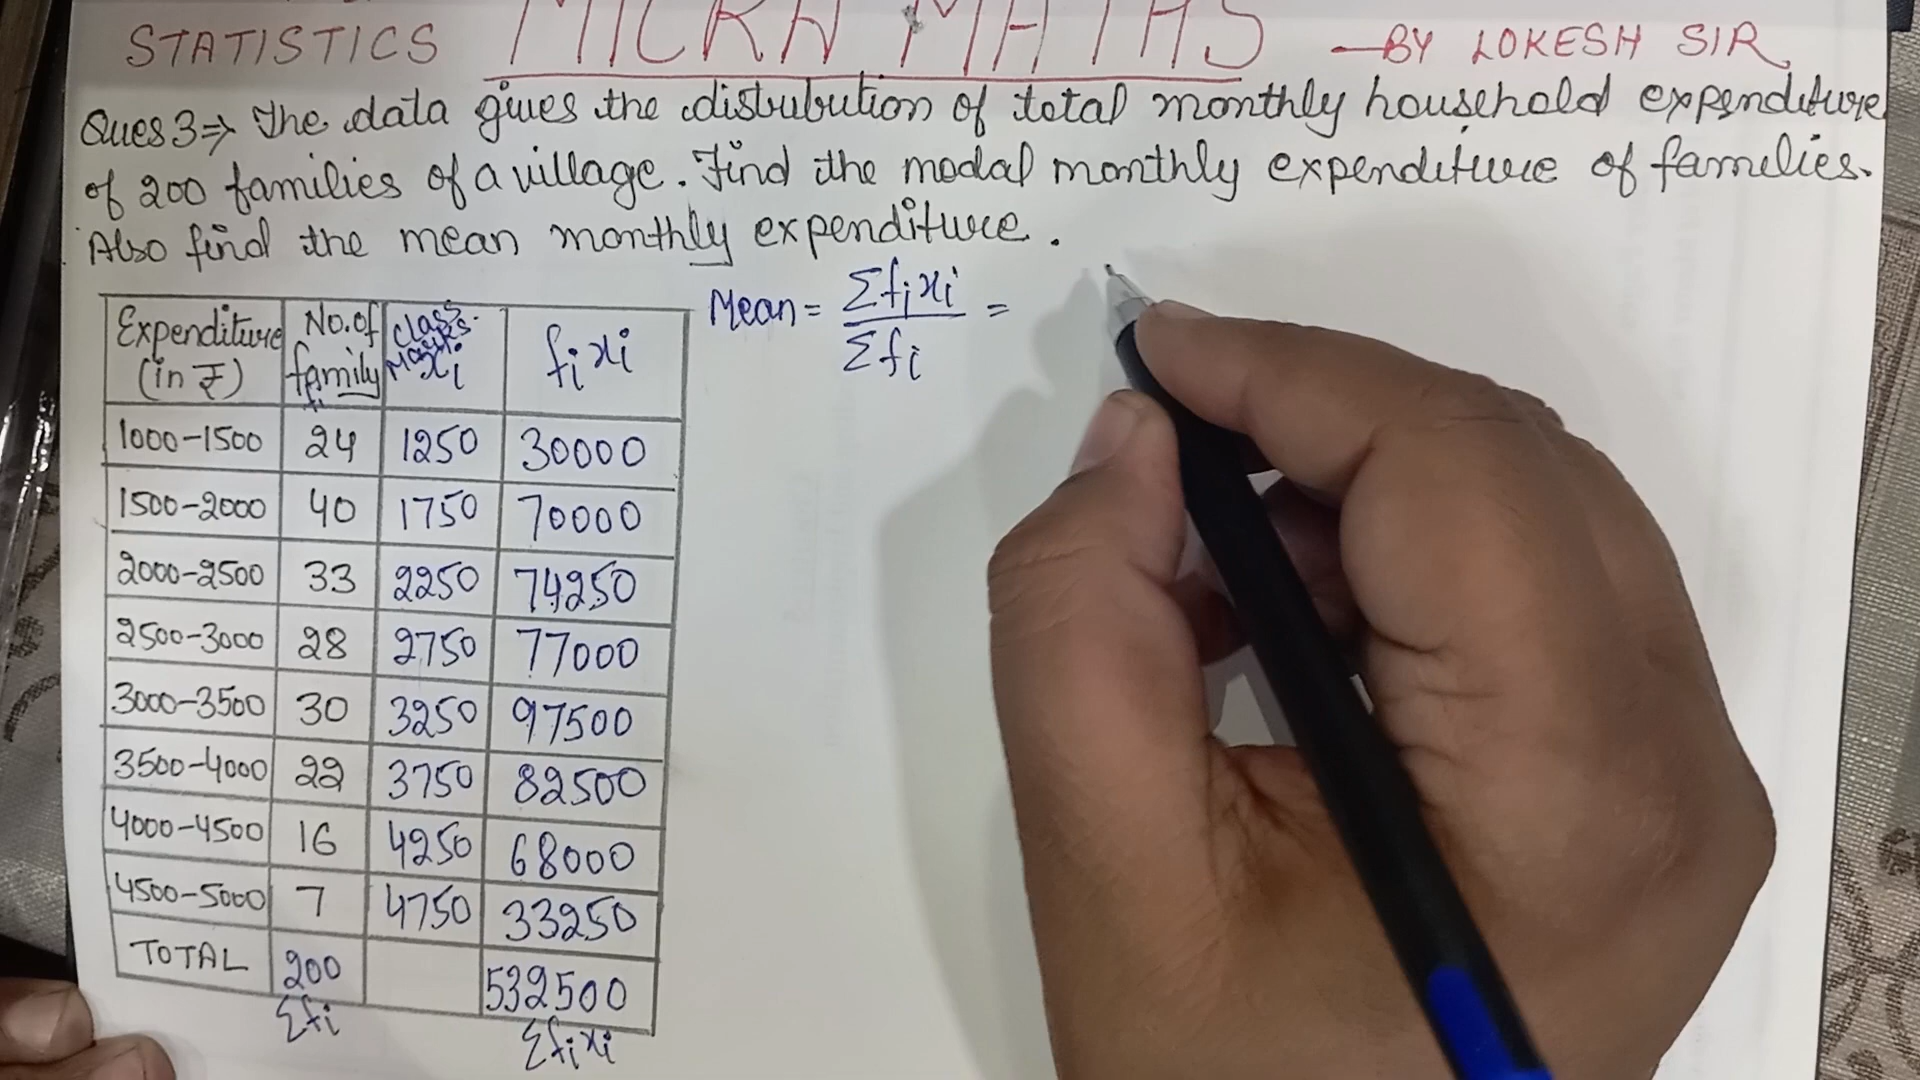 STATISTICS MICRA MATHS —BY LOKESH SIR
Ques 3⇒ The data gives the distribution of total monthly household expenditure
of 200 families of a village. Find the modal monthly expenditure of families.
Also find the mean monthly expenditure.
Mean = Σfixi / Σfi =
Expenditure (in ₹) No. of family fi Class Marks xi fixi
1000-1500 24 1250 30000
1500-2000 40 1750 70000
2000-2500 33 2250 74250
2500-3000 28 2750 77000
3000-3500 30 3250 97500
3500-4000 22 3750 82500
4000-4500 16 4250 68000
4500-5000 7 4750 33250
TOTAL 200 532500
Σfi Σfixi